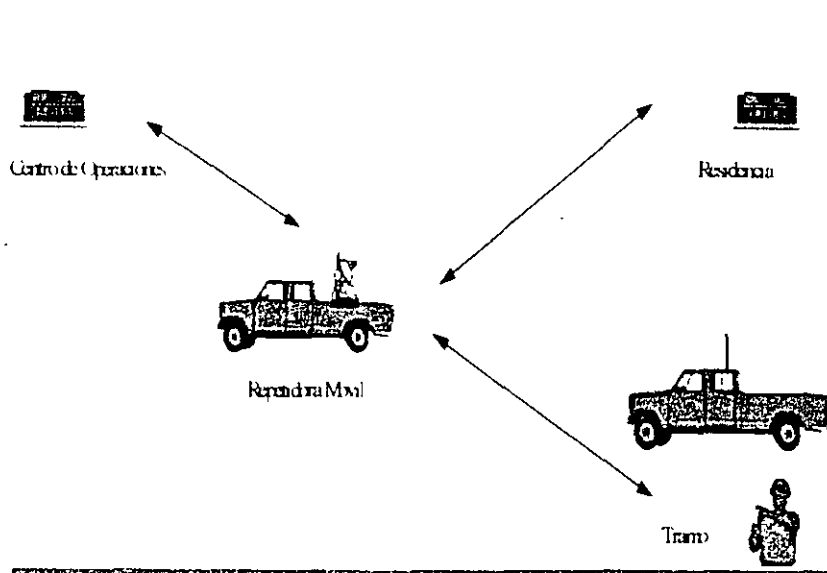 Centro de Operaciones
Residencia
Repetidora Movil
Tramo